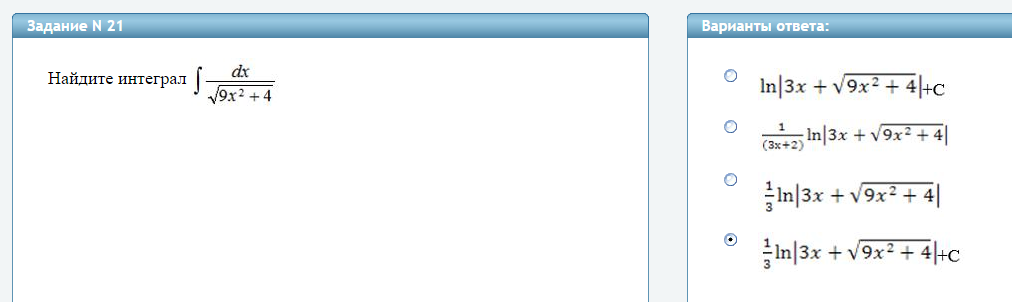 Задание N 21
Найдите интеграл ∫ dx / √(9x² + 4)
Варианты ответа:
ln|3x + √(9x² + 4)|+C
1/(3x+2) ln|3x + √(9x² + 4)|
1/3 ln|3x + √(9x² + 4)|
1/3 ln|3x + √(9x² + 4)|+C